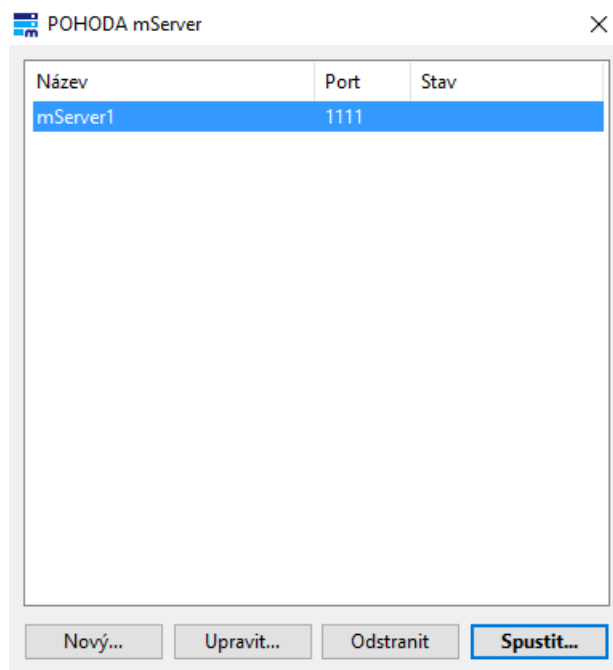 POHODA mServer
Název Port Stav
mServer1 1111
Nový... Upravit... Odstranit Spustit...